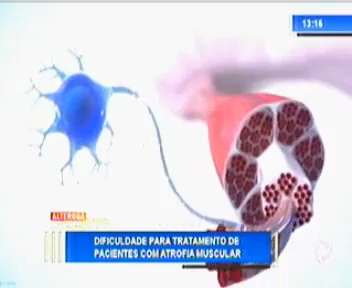 13:16
ALTEROSA
DIFICULDADE PARA TRATAMENTO DE
PACIENTES COM ATROFIA MUSCULAR